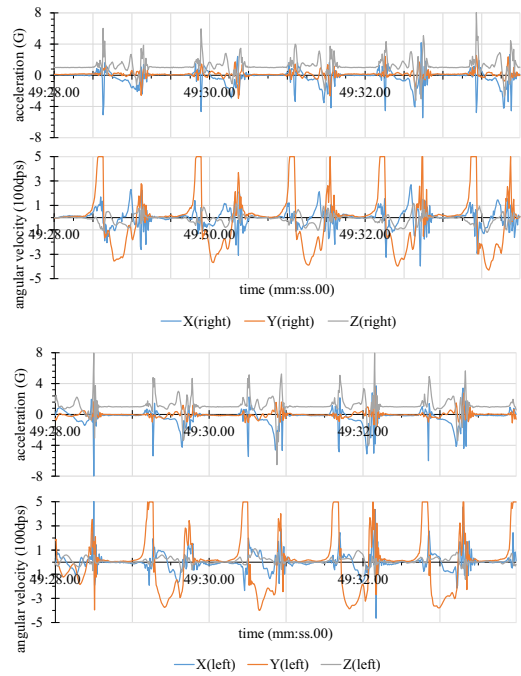 8
4
0
-4
-8
acceleration (G)
49:28.00 49:30.00 49:32.00
5
3
1
-1
-3
-5
angular velocity (100dps)
49:28.00 49:30.00 49:32.00
time (mm:ss.00)
X(right) Y(right) Z(right)
8
4
0
-4
-8
acceleration (G)
49:28.00 49:30.00 49:32.00
5
3
1
-1
-3
-5
angular velocity (100dps)
49:28.00 49:30.00 49:32.00
time (mm:ss.00)
X(left) Y(left) Z(left)